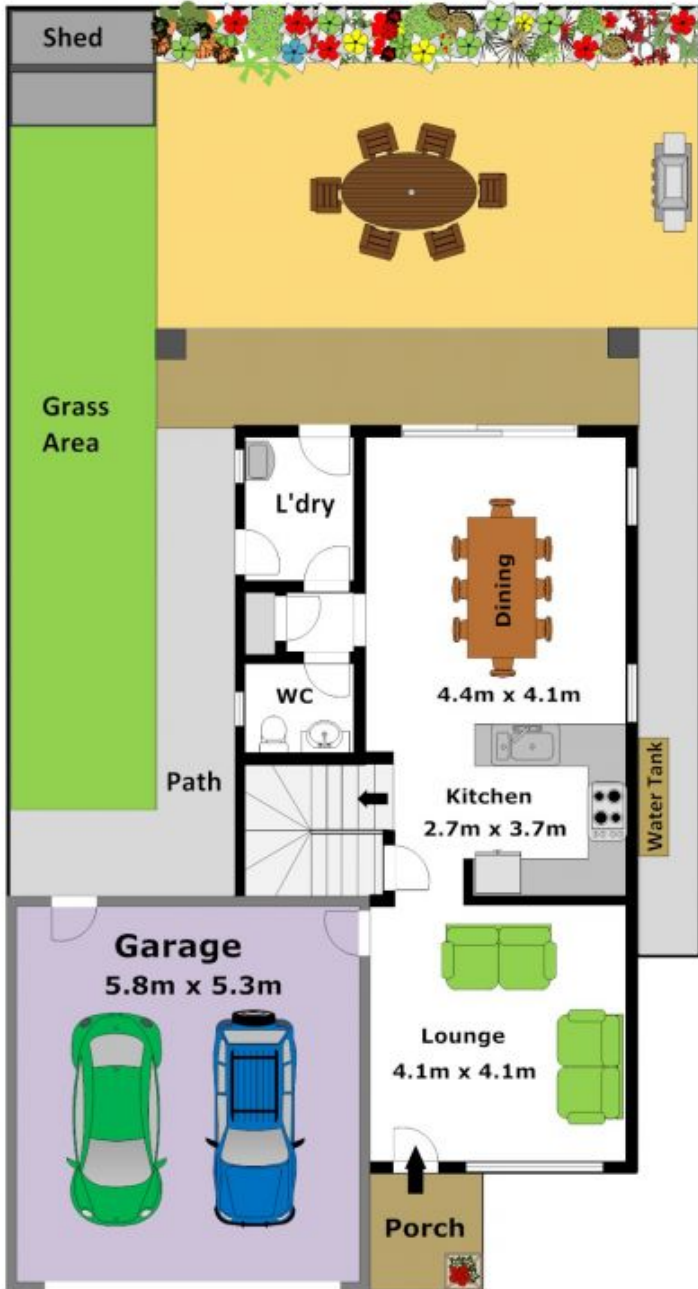 Shed
Grass
Area
L'dry
Dining
4.4m x 4.1m
WC
Path
Kitchen
2.7m x 3.7m
Water Tank
Garage
5.8m x 5.3m
Lounge
4.1m x 4.1m
Porch